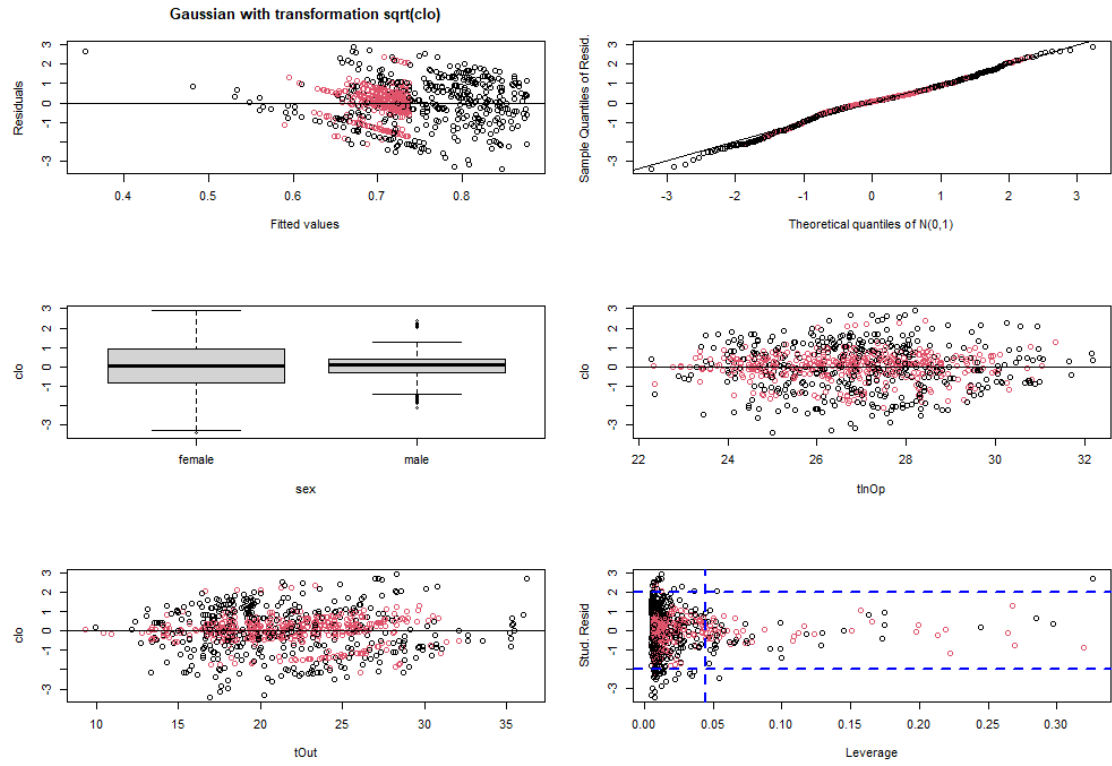 Gaussian with transformation sqrt(clo)
Residuals
3
2
1
0
-1
-3
0.4 0.5 0.6 0.7 0.8
Fitted values
Sample Quantiles of Resid.
3
2
1
0
-1
-3
-3 -2 -1 0 1 2 3
Theoretical quantiles of N(0,1)
clo
3
2
1
0
-1
-3
female male
sex
clo
3
2
1
0
-1
-3
22 24 26 28 30 32
tInOp
clo
3
2
1
0
-1
-3
10 15 20 25 30 35
tOut
Stud. Resid
3
2
1
0
-1
-3
0.00 0.05 0.10 0.15 0.20 0.25 0.30
Leverage